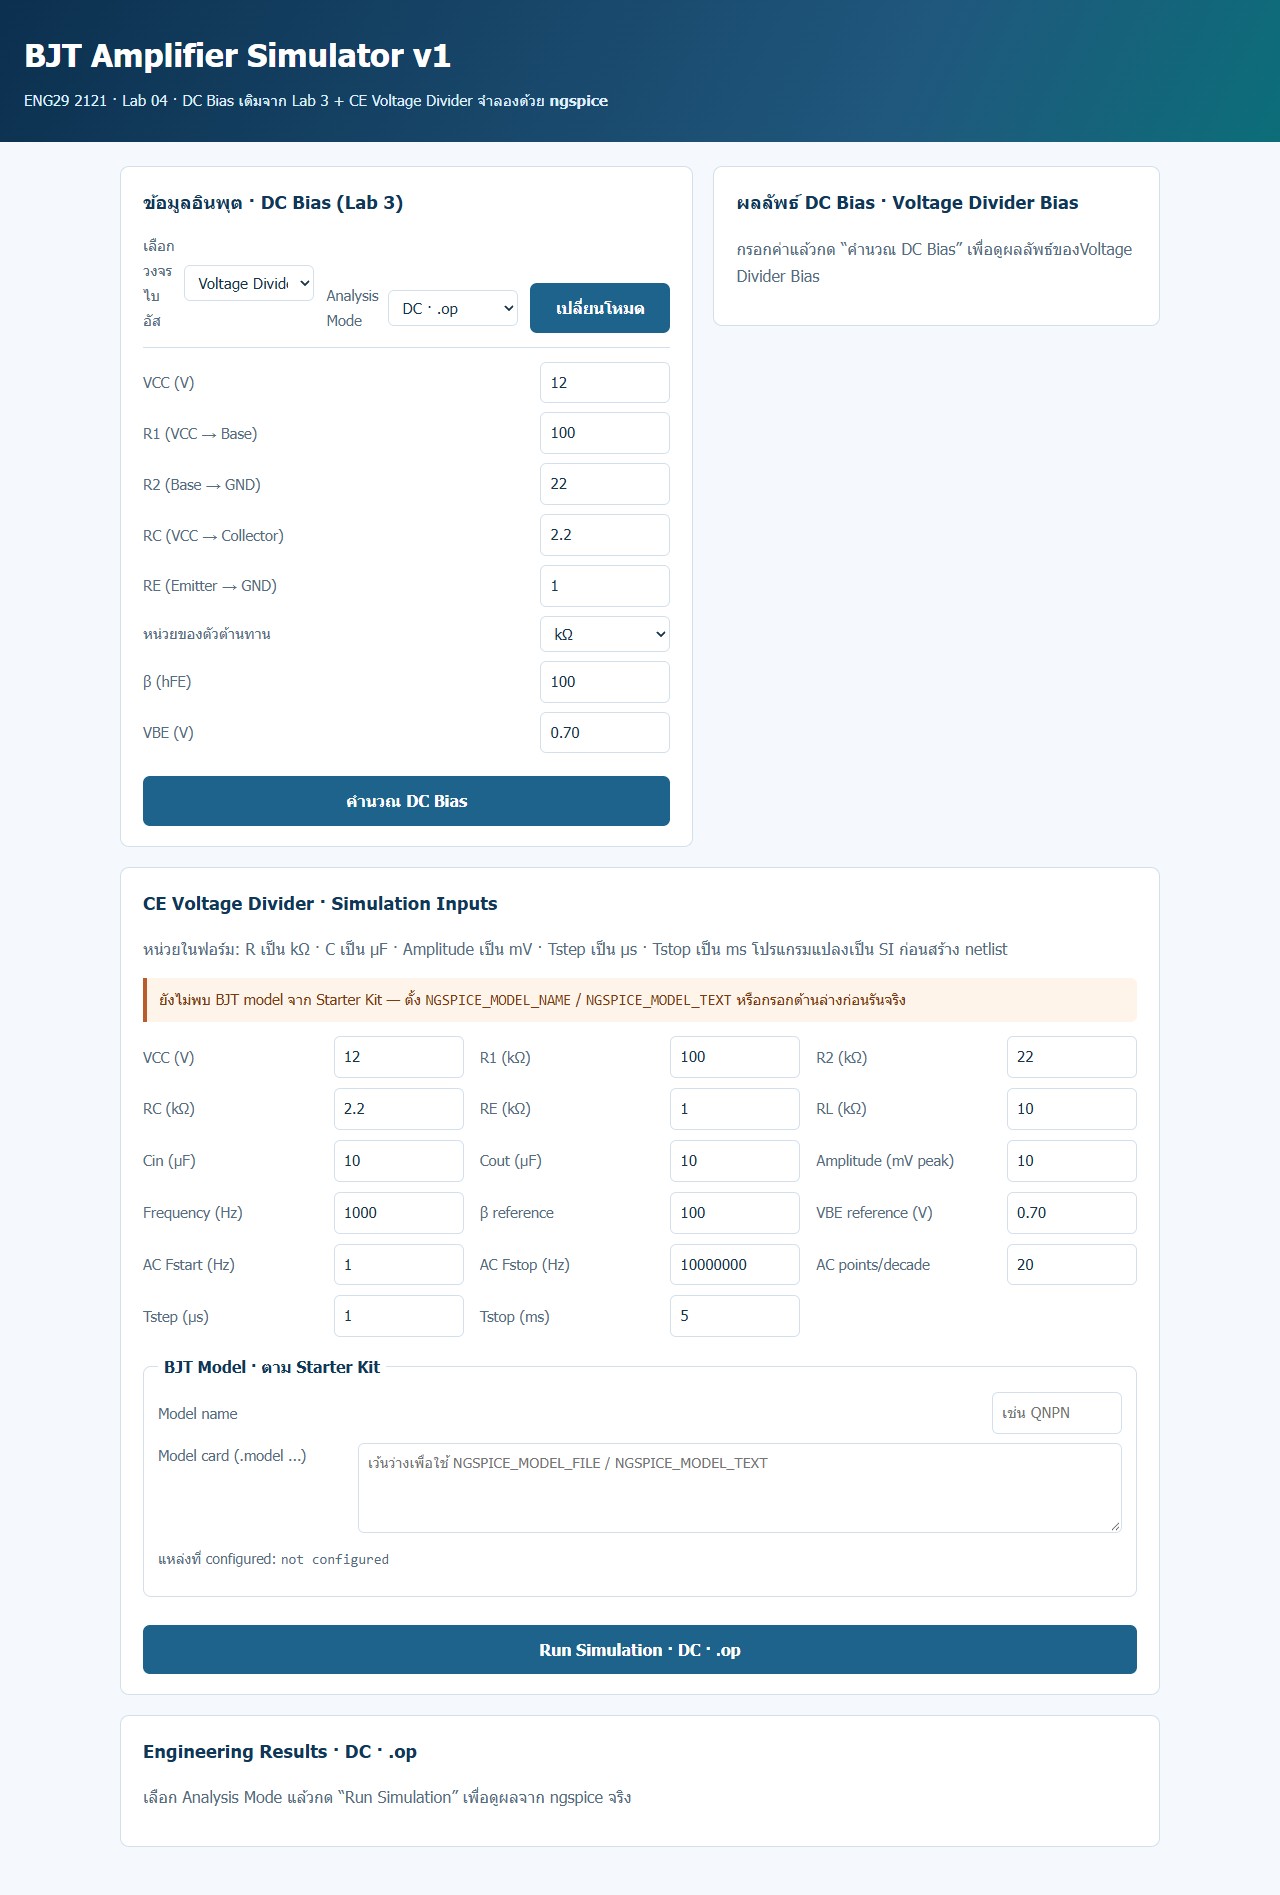 BJT Amplifier Simulator v1
ENG29 2121 · Lab 04 · DC Bias เดิมจาก Lab 3 + CE Voltage Divider จำลองด้วย ngspice
ข้อมูลอินพุต · DC Bias (Lab 3)
เลือก
วงจร
ไบ
อัส
Voltage Divid
Analysis
Mode
DC · .op
เปลี่ยนโหมด
VCC (V)
12
R1 (VCC → Base)
100
R2 (Base → GND)
22
RC (VCC → Collector)
2.2
RE (Emitter → GND)
1
หน่วยของตัวต้านทาน
kΩ
β (hFE)
100
VBE (V)
0.70
คำนวณ DC Bias
ผลลัพธ์ DC Bias · Voltage Divider Bias
กรอกค่าแล้วกด “คำนวณ DC Bias” เพื่อดูผลลัพธ์ของVoltage
Divider Bias
CE Voltage Divider · Simulation Inputs
หน่วยในฟอร์ม: R เป็น kΩ · C เป็น µF · Amplitude เป็น mV · Tstep เป็น µs · Tstop เป็น ms โปรแกรมแปลงเป็น SI ก่อนสร้าง netlist
ยังไม่พบ BJT model จาก Starter Kit — ตั้ง NGSPICE_MODEL_NAME / NGSPICE_MODEL_TEXT หรือกรอกด้านล่างก่อนรันจริง
VCC (V) 12 R1 (kΩ) 100 R2 (kΩ) 22
RC (kΩ) 2.2 RE (kΩ) 1 RL (kΩ) 10
Cin (µF) 10 Cout (µF) 10 Amplitude (mV peak) 10
Frequency (Hz) 1000 β reference 100 VBE reference (V) 0.70
AC Fstart (Hz) 1 AC Fstop (Hz) 10000000 AC points/decade 20
Tstep (µs) 1 Tstop (ms) 5
BJT Model · ตาม Starter Kit
Model name เช่น QNPN
Model card (.model ...) เว้นว่างเพื่อใช้ NGSPICE_MODEL_FILE / NGSPICE_MODEL_TEXT
แหล่งที่ configured: not configured
Run Simulation · DC · .op
Engineering Results · DC · .op
เลือก Analysis Mode แล้วกด “Run Simulation” เพื่อดูผลจาก ngspice จริง